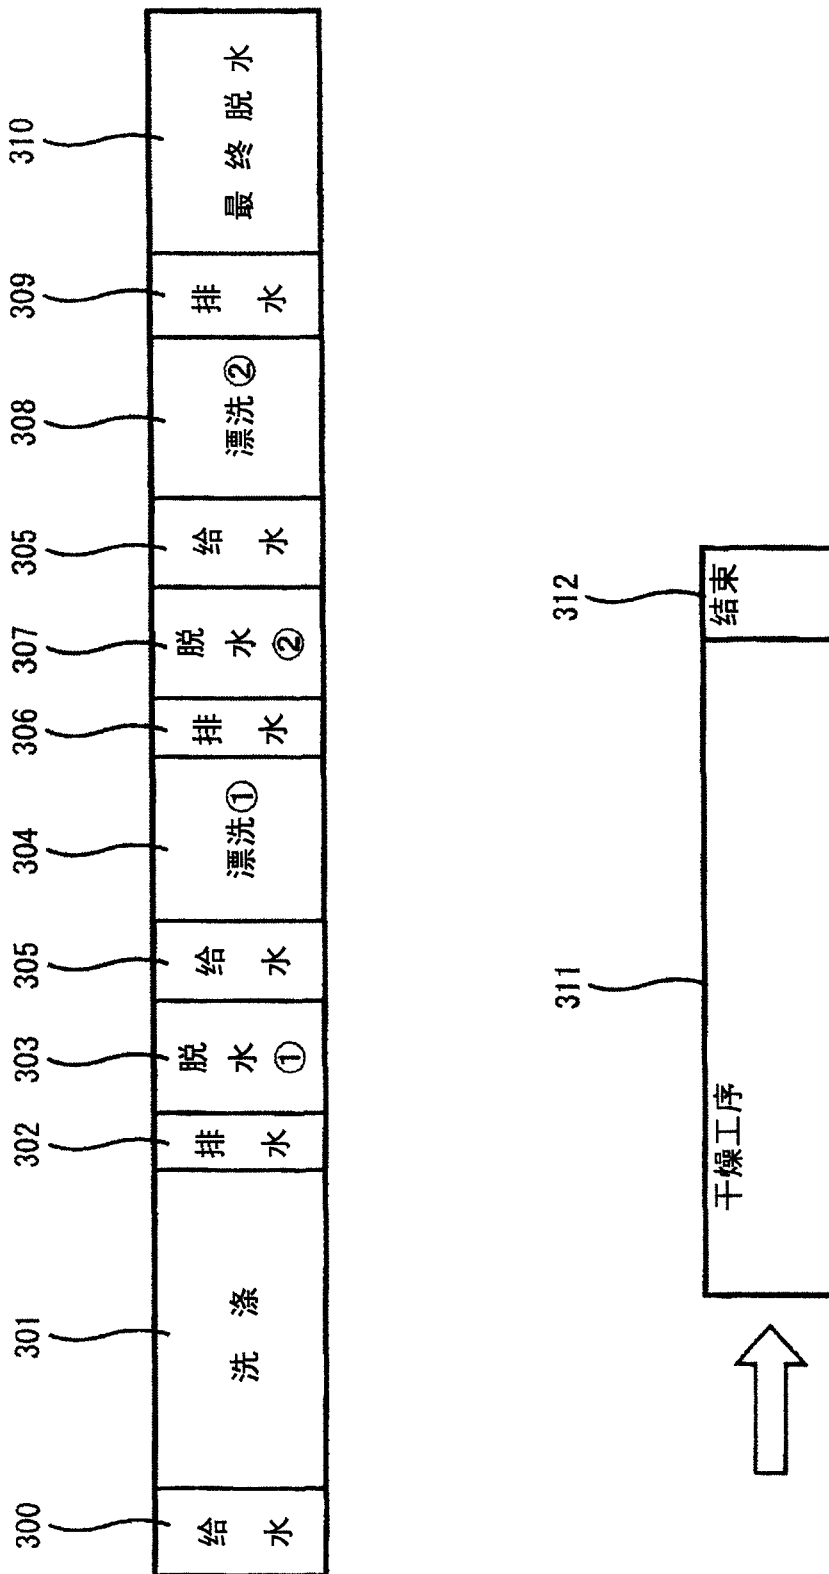 300
301
302
303
305
304
306
307
305
308
309
310
给水
洗涤
排水
脱水①
给水
漂洗①
排水
脱水②
给水
漂洗②
排水
最终脱水
311
312
干燥工序
结束